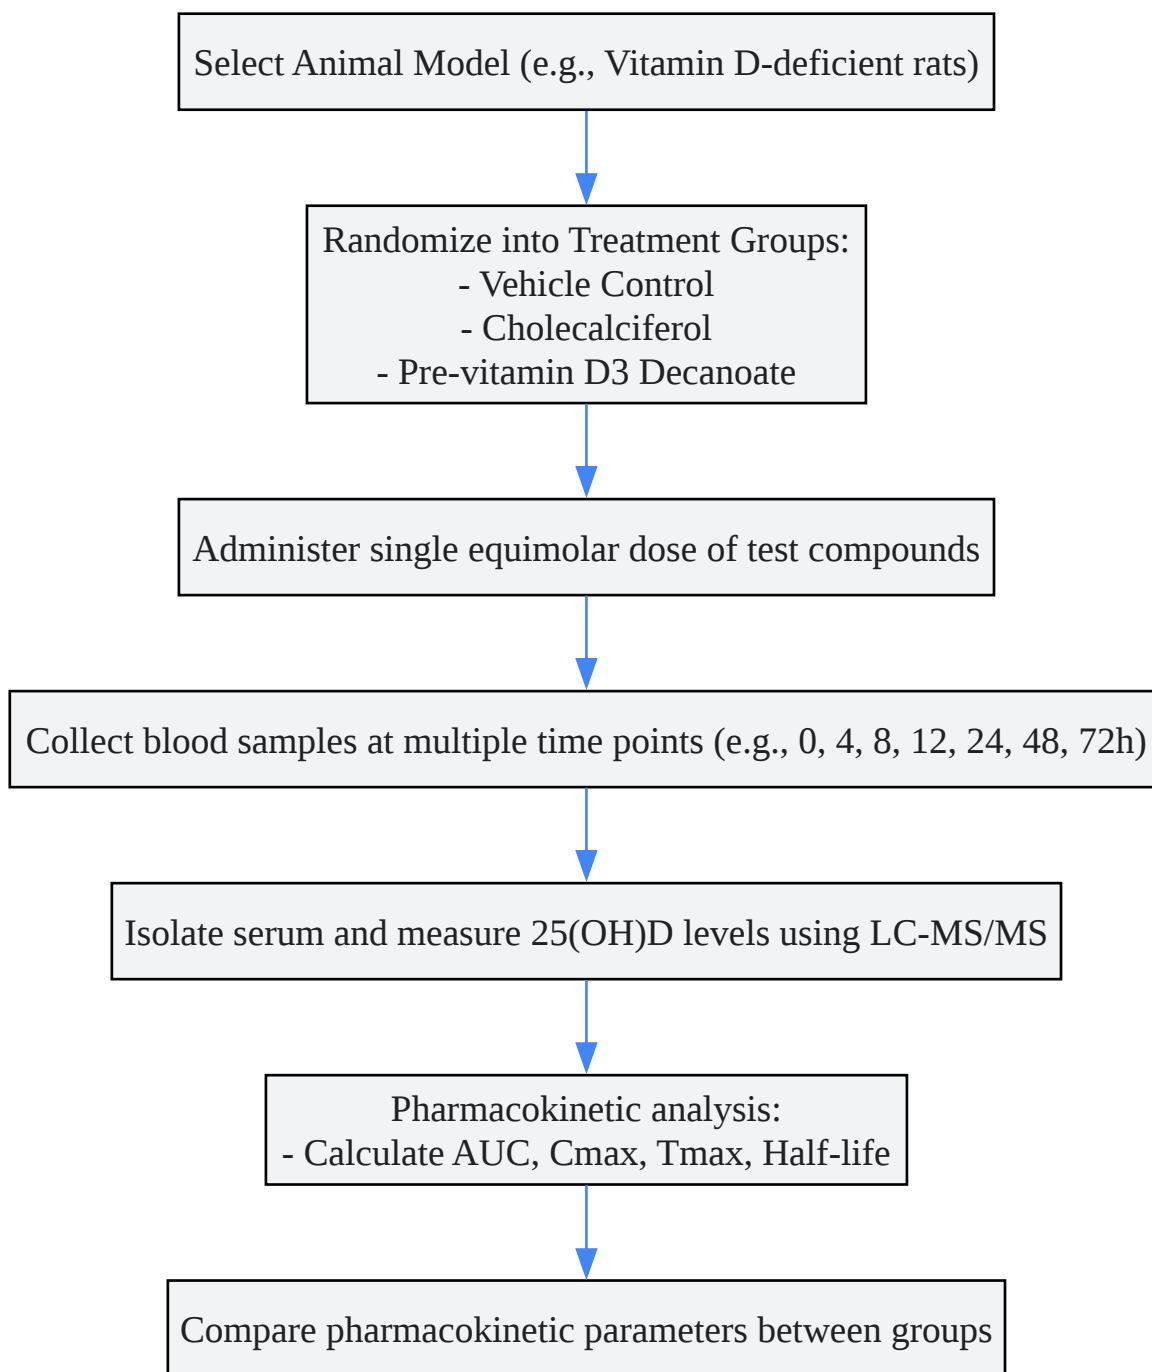 Select Animal Model (e.g., Vitamin D-deficient rats)
Randomize into Treatment Groups:
- Vehicle Control
- Cholecalciferol
- Pre-vitamin D3 Decanoate
Administer single equimolar dose of test compounds
Collect blood samples at multiple time points (e.g., 0, 4, 8, 12, 24, 48, 72h)
Isolate serum and measure 25(OH)D levels using LC-MS/MS
Pharmacokinetic analysis:
- Calculate AUC, Cmax, Tmax, Half-life
Compare pharmacokinetic parameters between groups